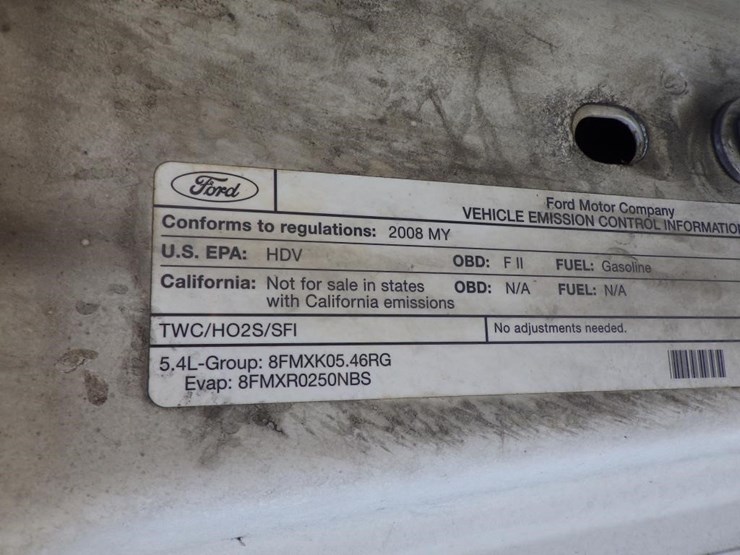 Ford
Ford Motor Company
VEHICLE EMISSION CONTROL INFORMATIO
Conforms to regulations: 2008 MY
U.S. EPA: HDV OBD: F II FUEL: Gasoline
California: Not for sale in states OBD: N/A FUEL: N/A
with California emissions
TWC/HO2S/SFI No adjustments needed.
5.4L-Group: 8FMXK05.46RG
Evap: 8FMXR0250NBS